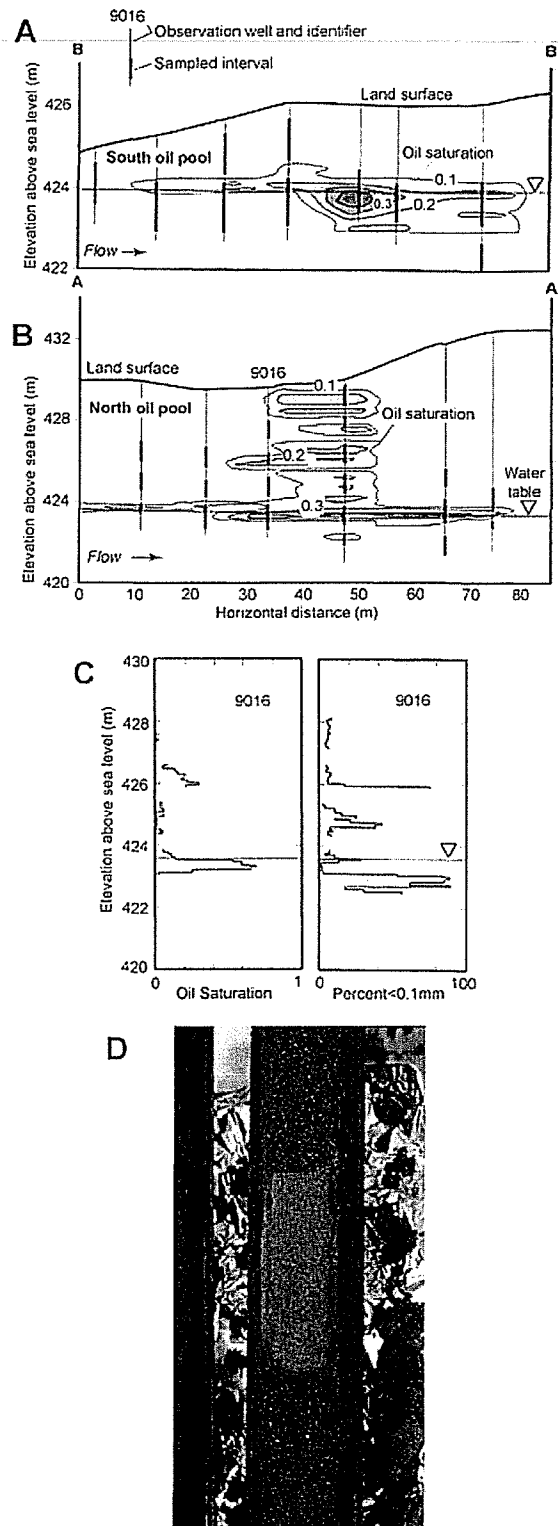 9016
A
Observation well and identifier
Sampled interval
B
B
Elevation above sea level (m)
426
424
422
Land surface
South oil pool
Oil saturation
0.1
0.3
0.2
Flow
A
A
B
Elevation above sea level (m)
432
430
428
426
424
422
420
Land surface
9016
0.1
North oil pool
Oil saturation
0.2
0.3
Water
table
Flow
0 10 20 30 40 50 60 70 80
Horizontal distance (m)
C
Elevation above sea level (m)
430
428
426
424
422
420
9016
9016
0 1
Oil Saturation
0 100
Percent<0.1mm
D